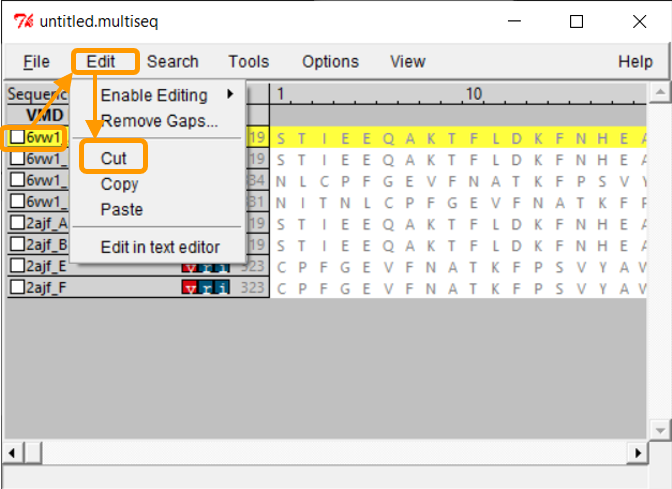 untitled.multiseq
File Edit Search Tools Options View Help
Sequenc 1 10
VMD
6vw1 19 S T I E E Q A K T F L D K F N H E A
6vw1_ 19 S T I E E Q A K T F L D K F N H E A
6vw1_ 34 N L C P F G E V F N A T K F P S V Y
6vw1_ 31 N I T N L C P F G E V F N A T K F P
2ajf_A 19 S T I E E Q A K T F L D K F N H E A
2ajf_B 19 S T I E E Q A K T F L D K F N H E A
2ajf_E v r i 323 C P F G E V F N A T K F P S V Y A W
2ajf_F v r i 323 C P F G E V F N A T K F P S V Y A W
Enable Editing
Remove Gaps...
Cut
Copy
Paste
Edit in text editor